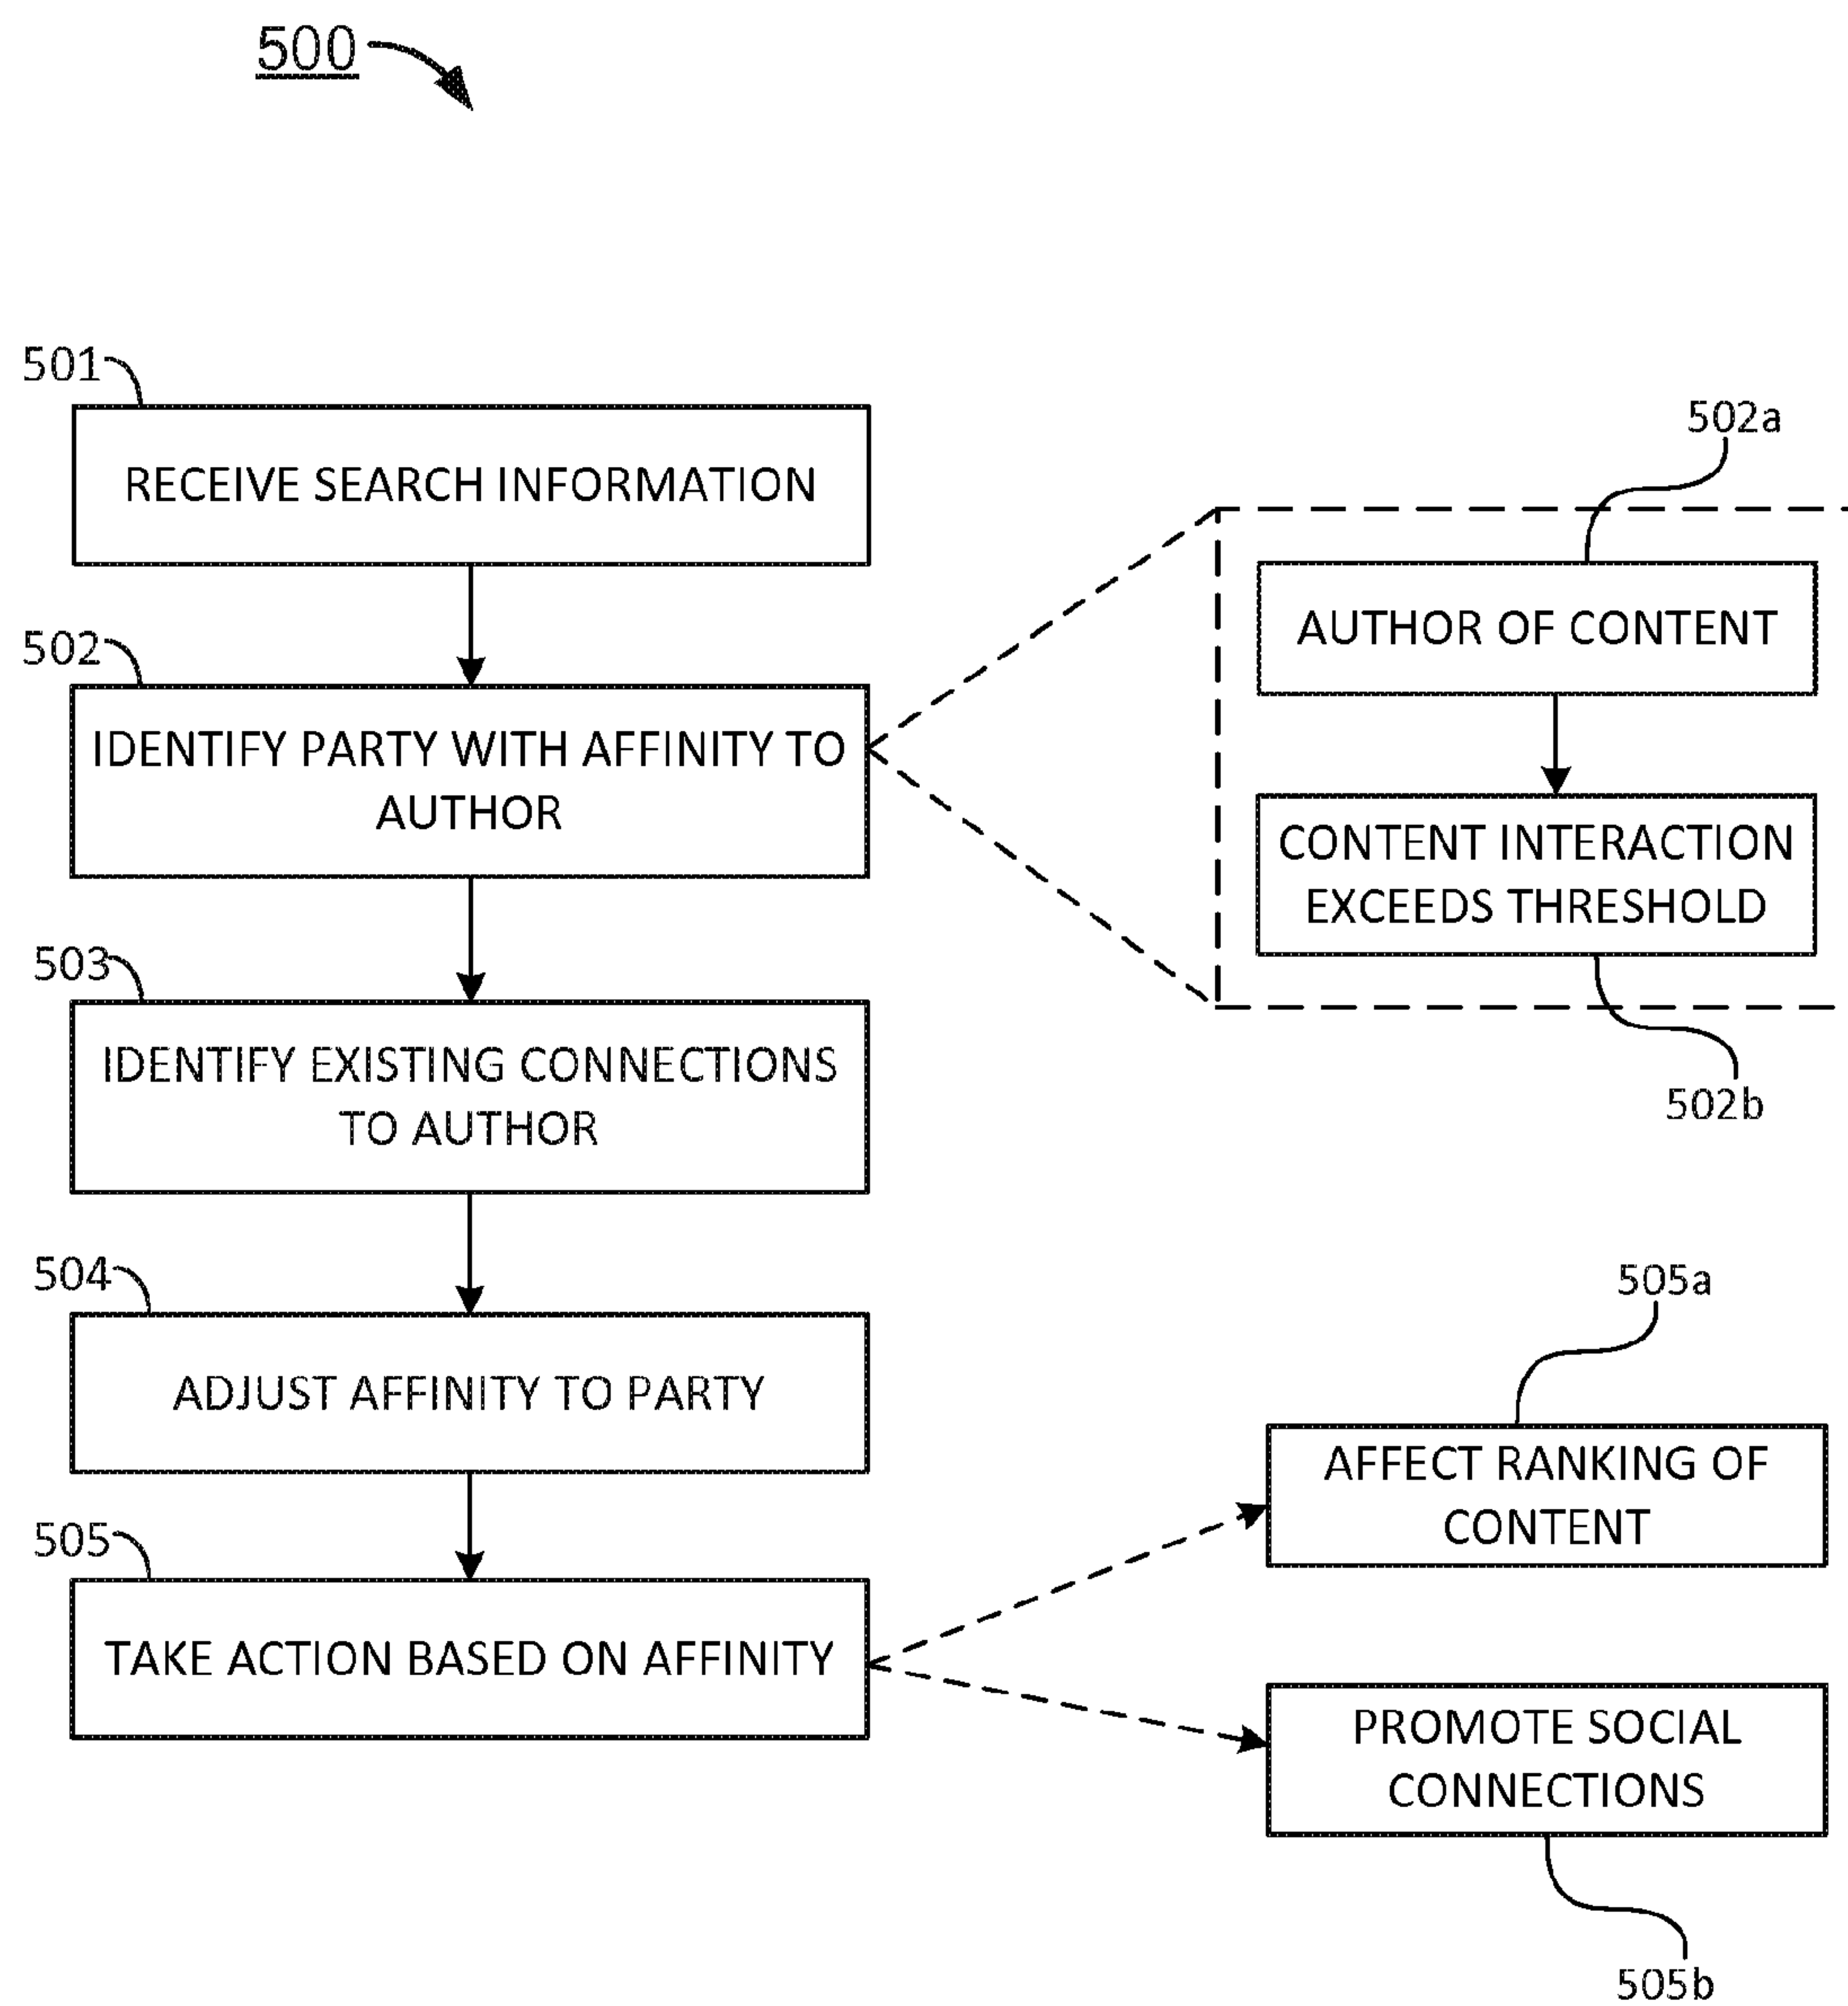 500
501
RECEIVE SEARCH INFORMATION
502
IDENTIFY PARTY WITH AFFINITY TO
AUTHOR
502a
AUTHOR OF CONTENT
CONTENT INTERACTION
EXCEEDS THRESHOLD
502b
503
IDENTIFY EXISTING CONNECTIONS
TO AUTHOR
504
ADJUST AFFINITY TO PARTY
505
TAKE ACTION BASED ON AFFINITY
505a
AFFECT RANKING OF
CONTENT
PROMOTE SOCIAL
CONNECTIONS
505b